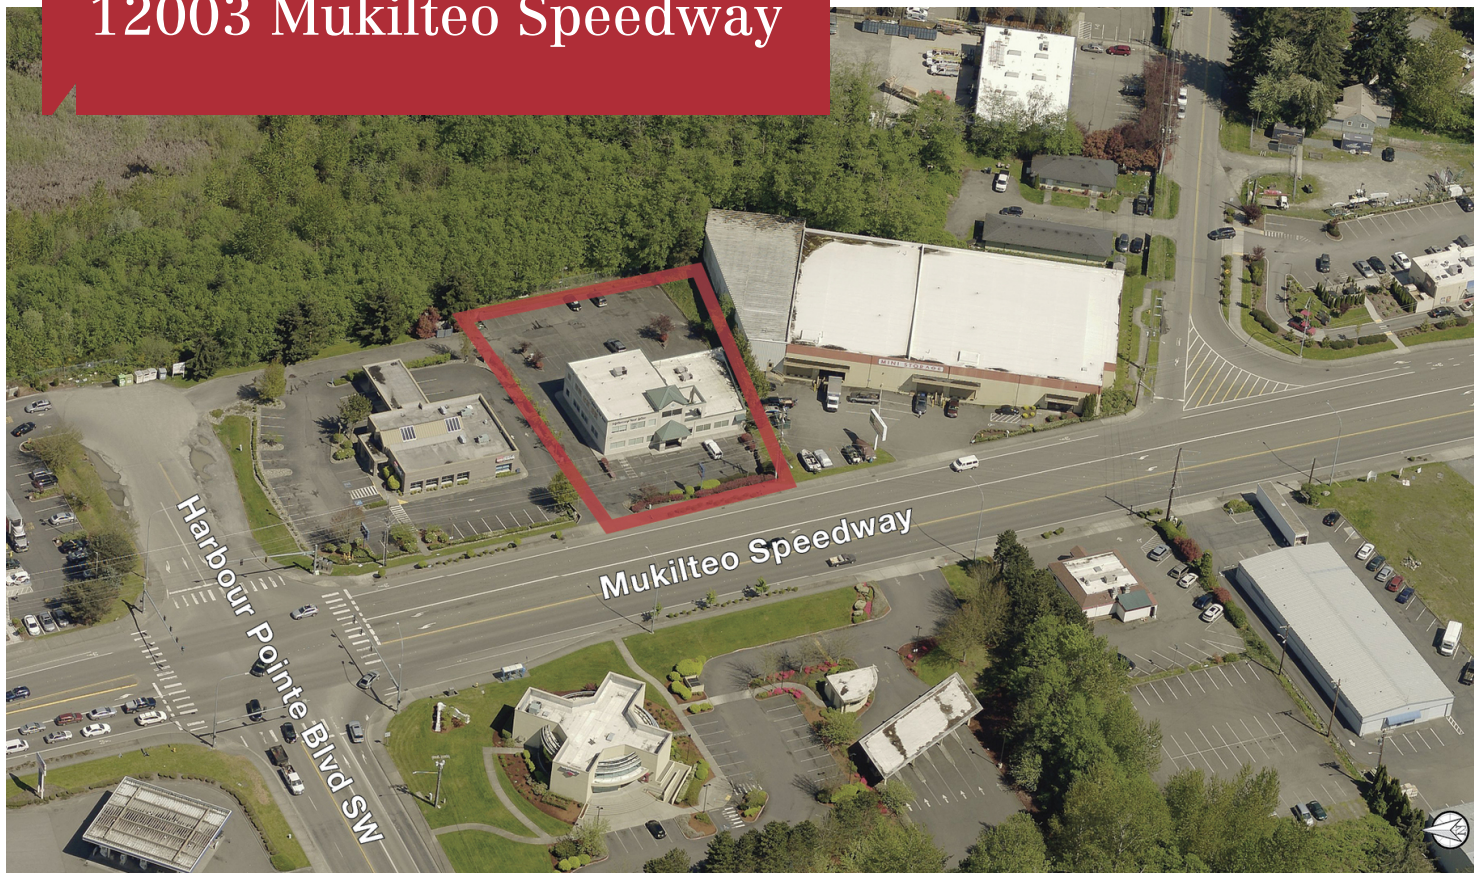 12003 Mukilteo Speedway
MINI STORAGE
Mukilteo Speedway
Harbour Pointe Blvd SW
N